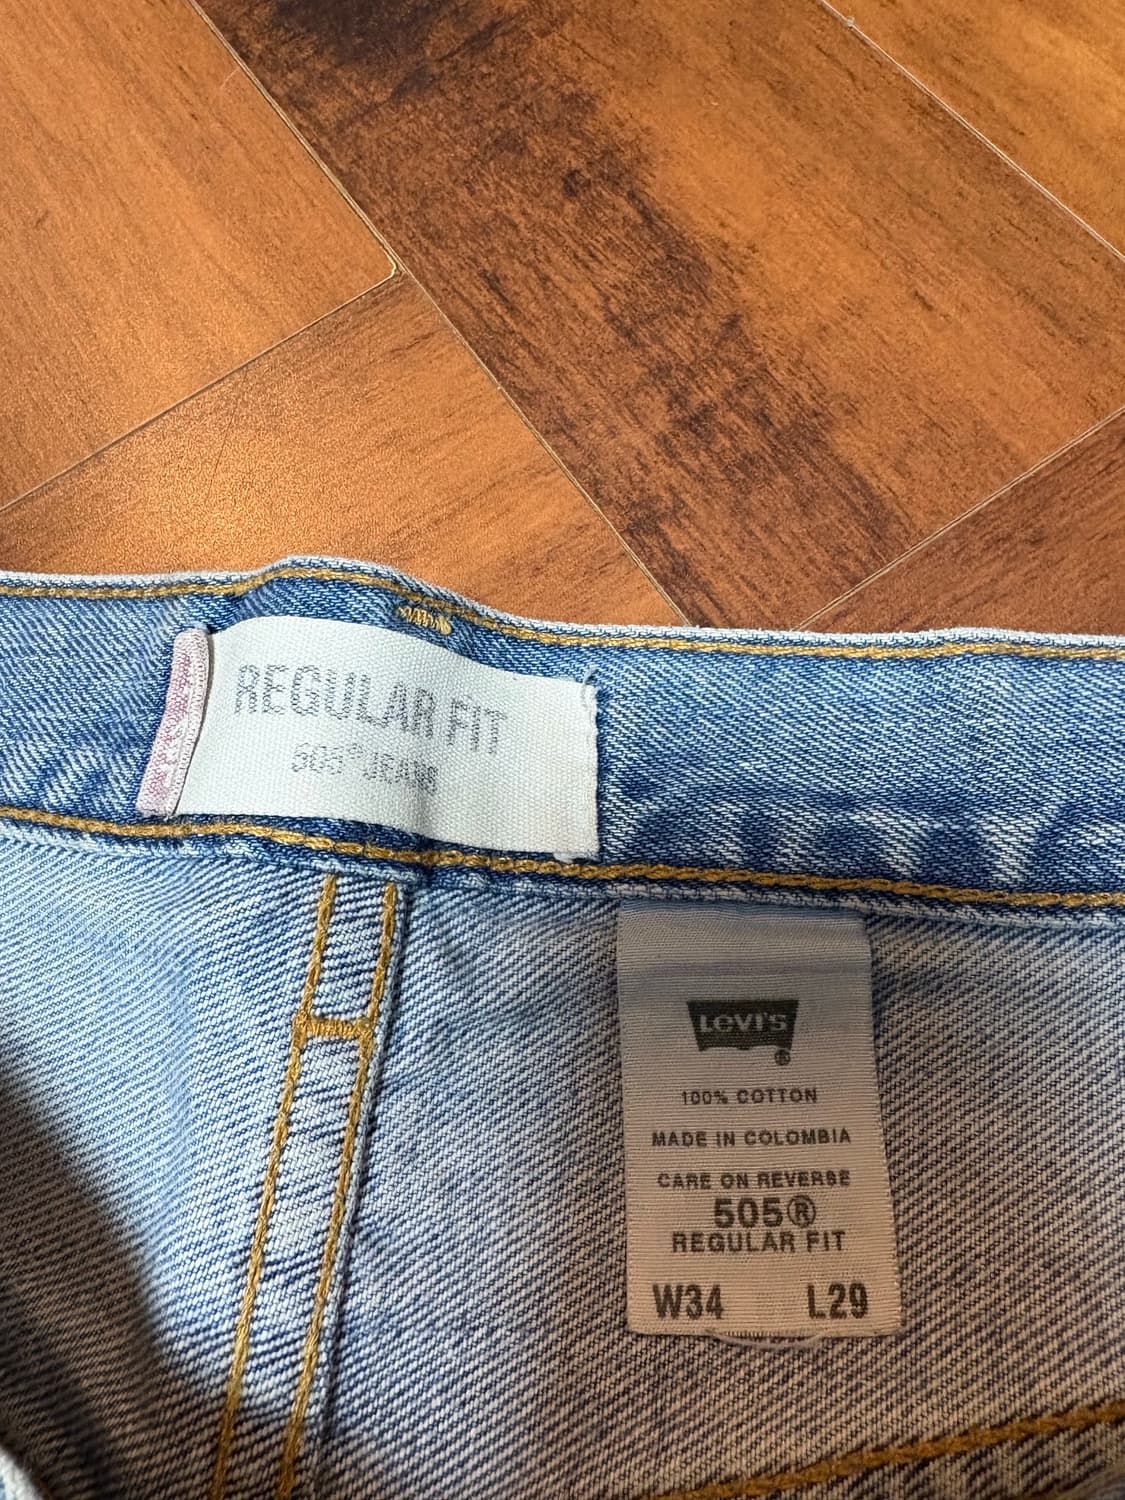 REGULAR FIT
505® JEANS
Levi's
®
100% COTTON
MADE IN COLOMBIA
CARE ON REVERSE
505®
REGULAR FIT
W34 L29